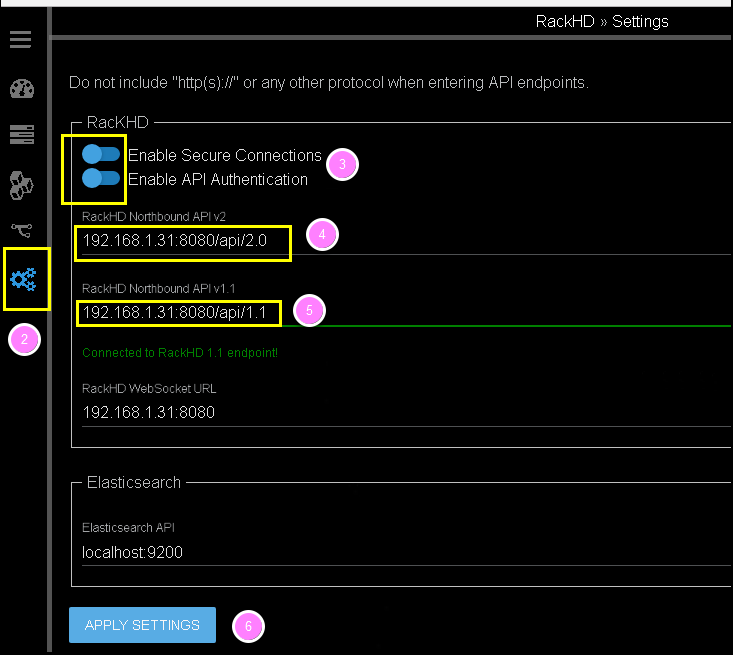 RackHD » Settings
Do not include "http(s)://" or any other protocol when entering API endpoints.
RacKHD
Enable Secure Connections
3
Enable API Authentication
RackHD Northbound API v2
192.168.1.31:8080/api/2.0
4
RackHD Northbound API v1.1
192.168.1.31:8080/api/1.1
5
2
Connected to RackHD 1.1 endpoint!
RackHD WebSocket URL
192.168.1.31:8080
Elasticsearch
Elasticsearch API
localhost:9200
APPLY SETTINGS
6